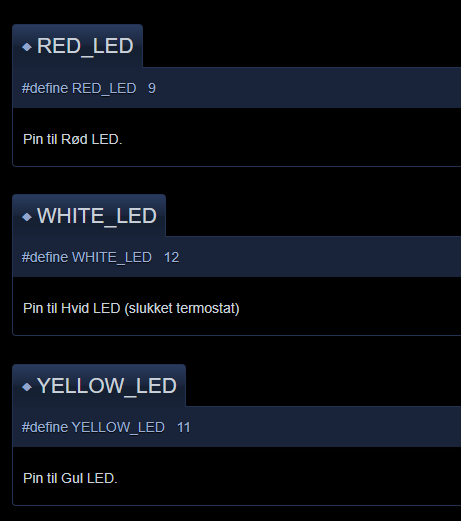 ◆ RED_LED
#define RED_LED 9
Pin til Rød LED.
◆ WHITE_LED
#define WHITE_LED 12
Pin til Hvid LED (slukket termostat)
◆ YELLOW_LED
#define YELLOW_LED 11
Pin til Gul LED.